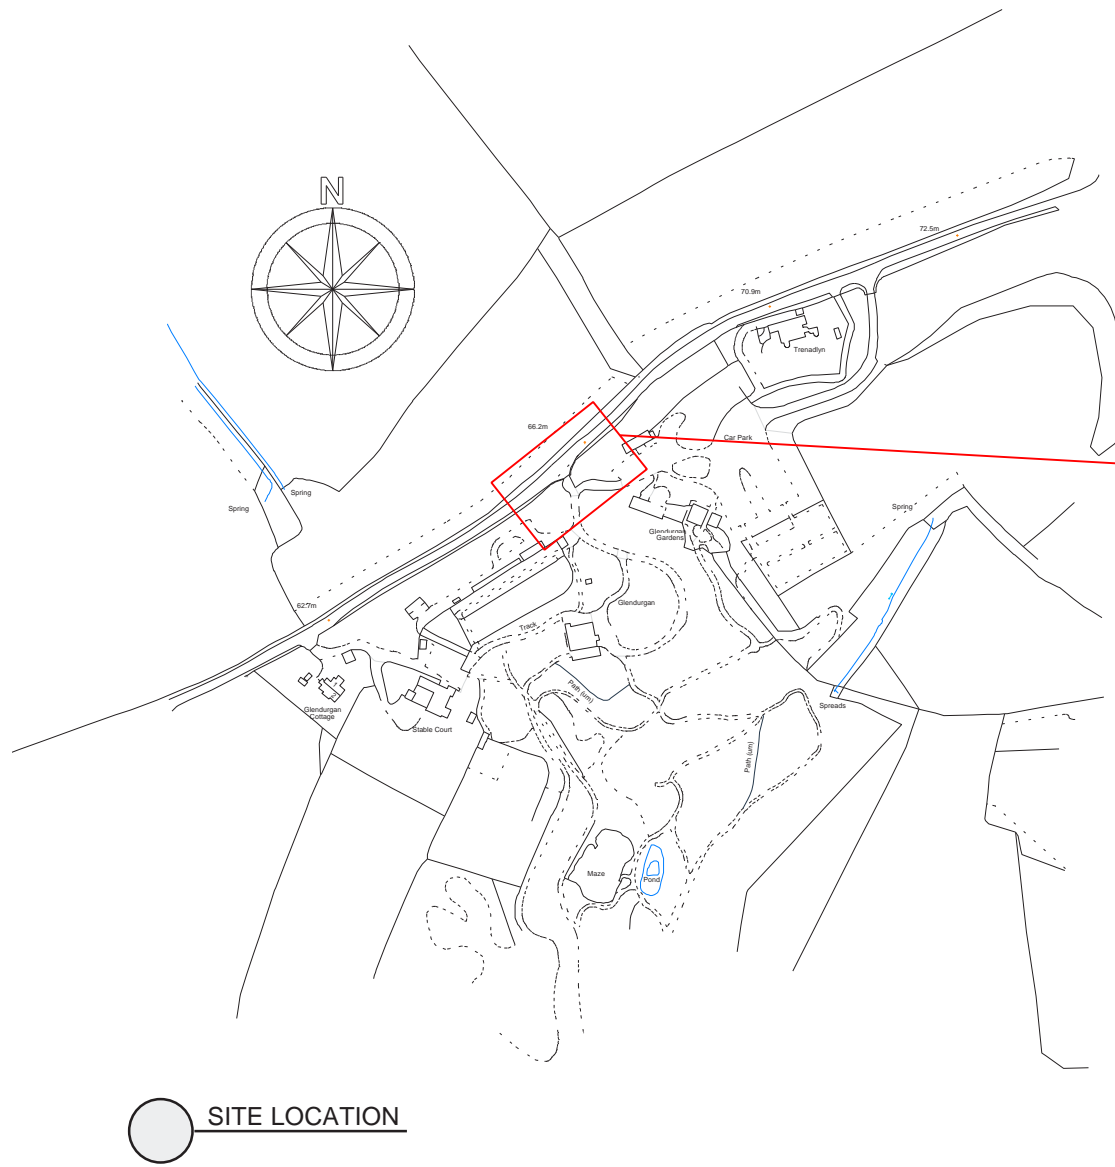 N
72.5m
70.9m
Trenadlyn
66.2m
Car Park
Spring
Spring
Spring
Glendurgan
Gardens
62.7m
Glendurgan
Track
Path (um)
Glendurgan
Cottage
Stable Court
Spreads
Path (um)
Maze
Pond
SITE LOCATION